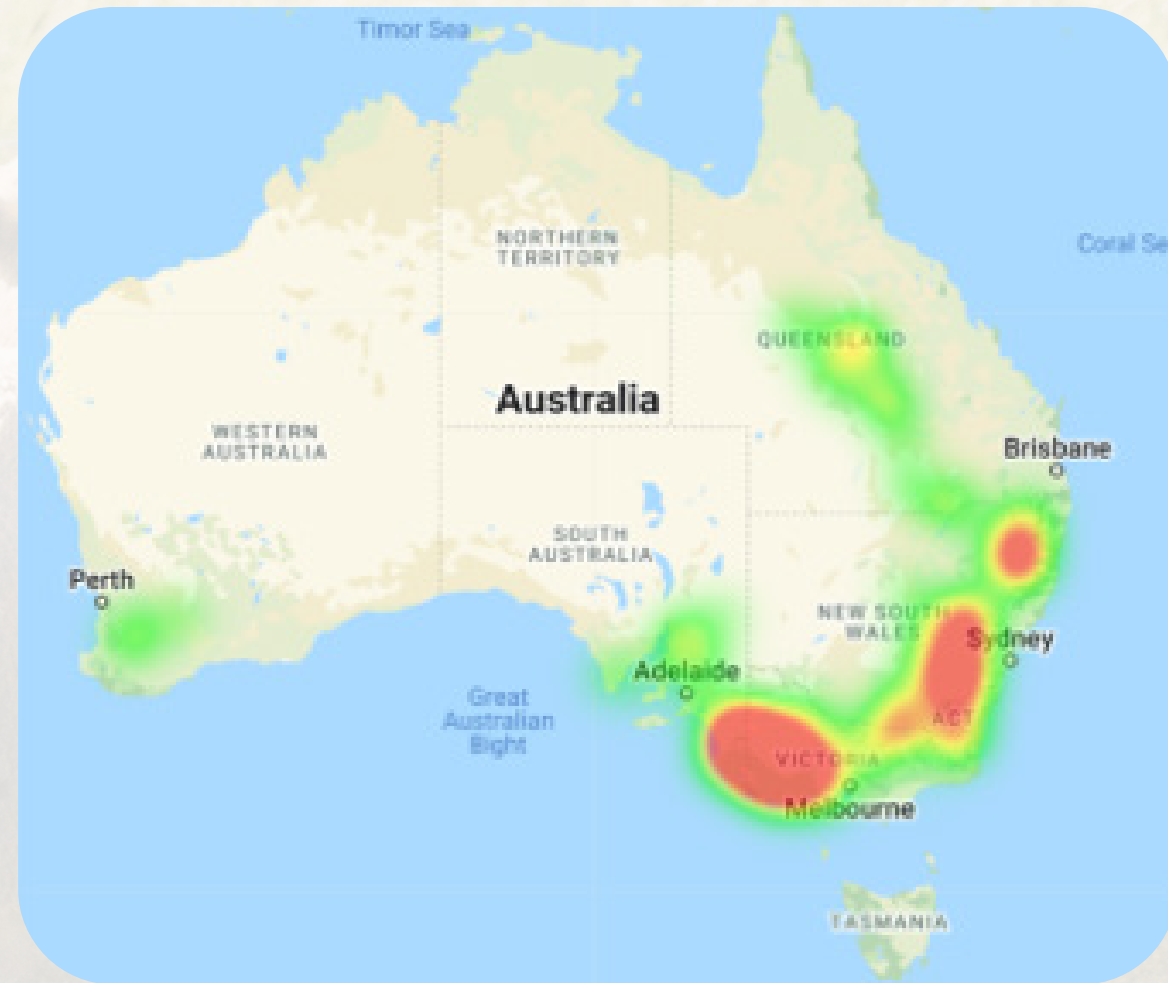 Timor Sea
NORTHERN
TERRITORY
Coral Se
QUEENSLAND
Australia
WESTERN
AUSTRALIA
Brisbane
SOUTH
AUSTRALIA
Perth
NEW SOUTH
WALES
Sydney
Adelaide
Great
Australian
Bight
ACT
VICTORIA
Melbourne
TASMANIA